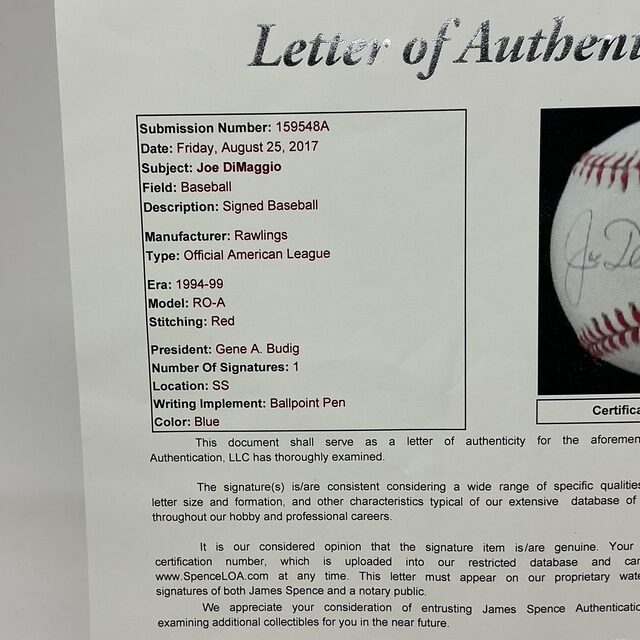 Letter of Authenti
Submission Number: 159548A
Date: Friday, August 25, 2017
Subject: Joe DiMaggio
Field: Baseball
Description: Signed Baseball
Manufacturer: Rawlings
Type: Official American League
Era: 1994-99
Model: RO-A
Stitching: Red
President: Gene A. Budig
Number Of Signatures: 1
Location: SS
Writing Implement: Ballpoint Pen
Color: Blue
Joe D
Certifica
This document shall serve as a letter of authenticity for the aforemen
Authentication, LLC has thoroughly examined.
The signature(s) is/are consistent considering a wide range of specific qualities
letter size and formation, and other characteristics typical of our extensive database of
throughout our hobby and professional careers.
It is our considered opinion that the signature item is/are genuine. Your
certification number, which is uploaded into our restricted database and can
www.SpenceLOA.com at any time. This letter must appear on our proprietary wate
signatures of both James Spence and a notary public.
We appreciate your consideration of entrusting James Spence Authenticatio
examining additional collectibles for you in the near future.